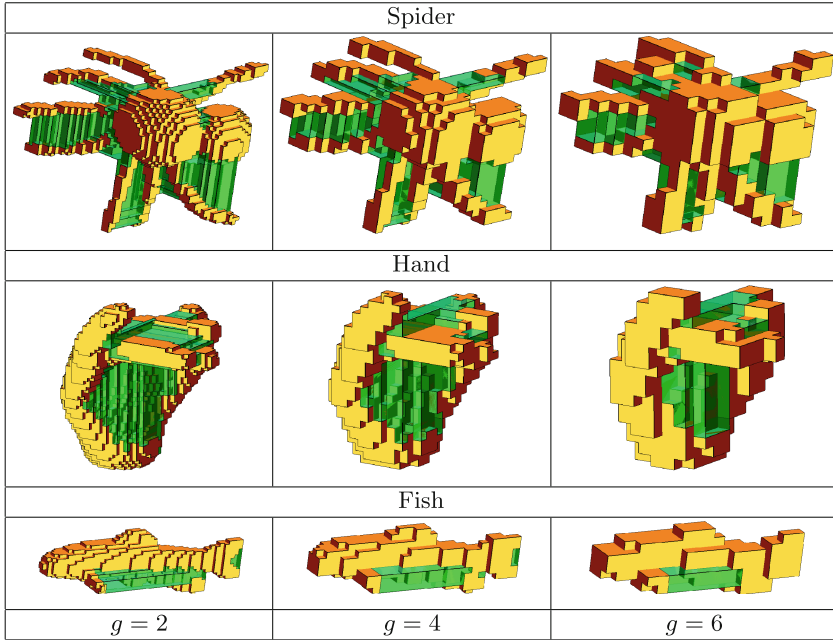 Spider
Hand
Fish
g = 2
g = 4
g = 6